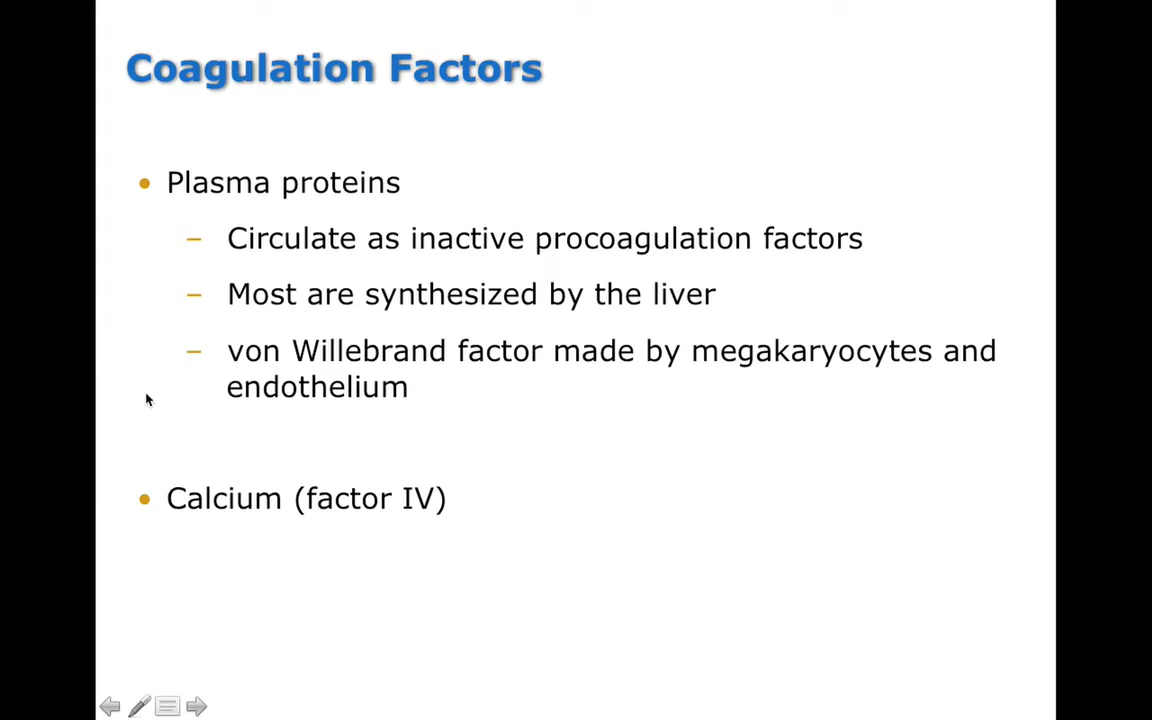 Coagulation Factors
• Plasma proteins
– Circulate as inactive procoagulation factors
– Most are synthesized by the liver
– von Willebrand factor made by megakaryocytes and
endothelium
• Calcium (factor IV)